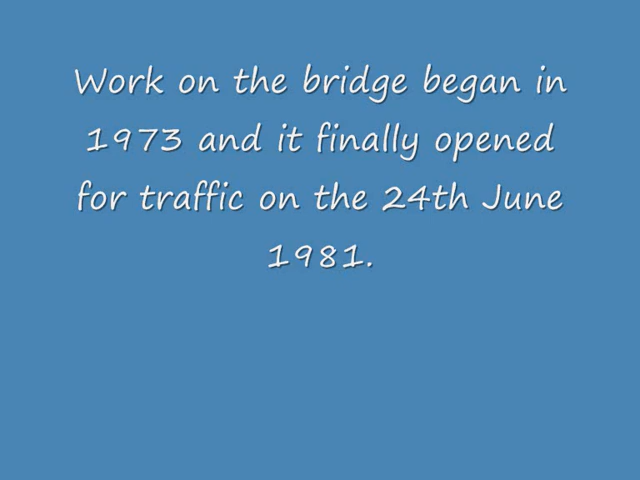 Work on the bridge began in
1973 and it finally opened
for traffic on the 24th June
1981.